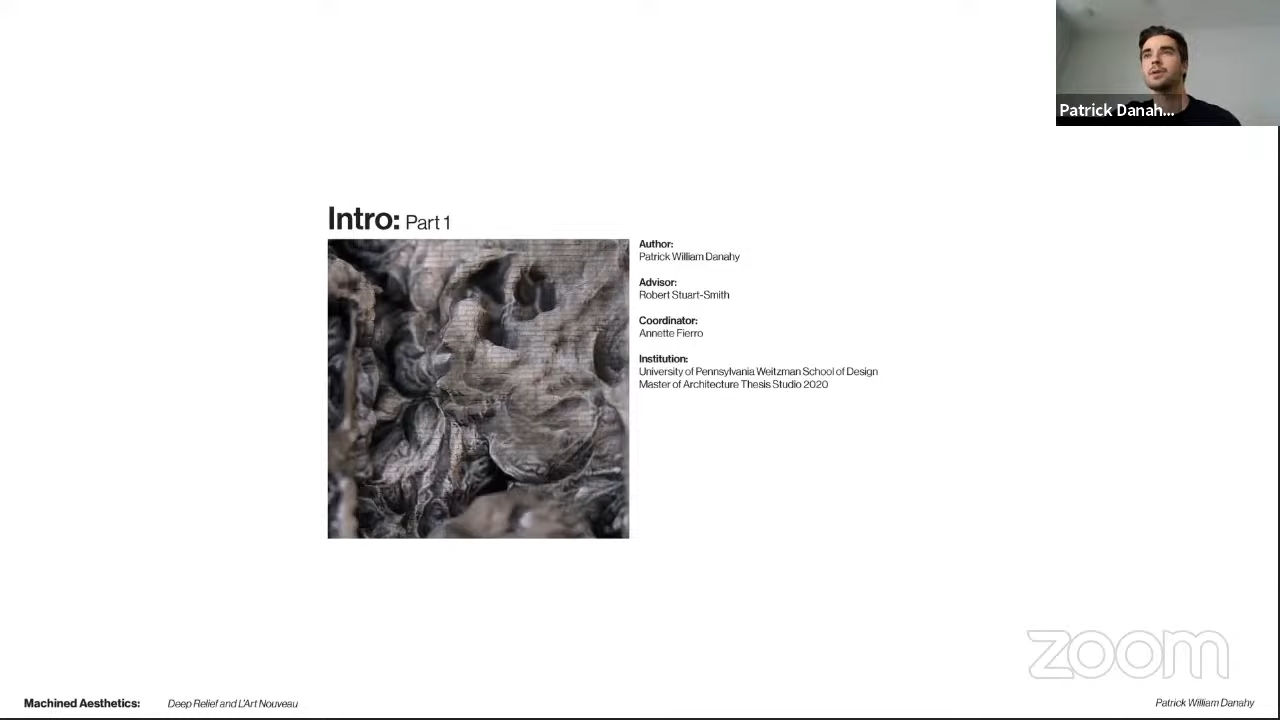 Patrick Danah...
Intro: Part 1
Author:
Patrick William Danahy
Advisor:
Robert Stuart-Smith
Coordinator:
Annette Fierro
Institution:
University of Pennsylvania Weitzman School of Design
Master of Architecture Thesis Studio 2020
zoom
Machined Aesthetics: Deep Relief and L'Art Nouveau
Patrick William Danahy